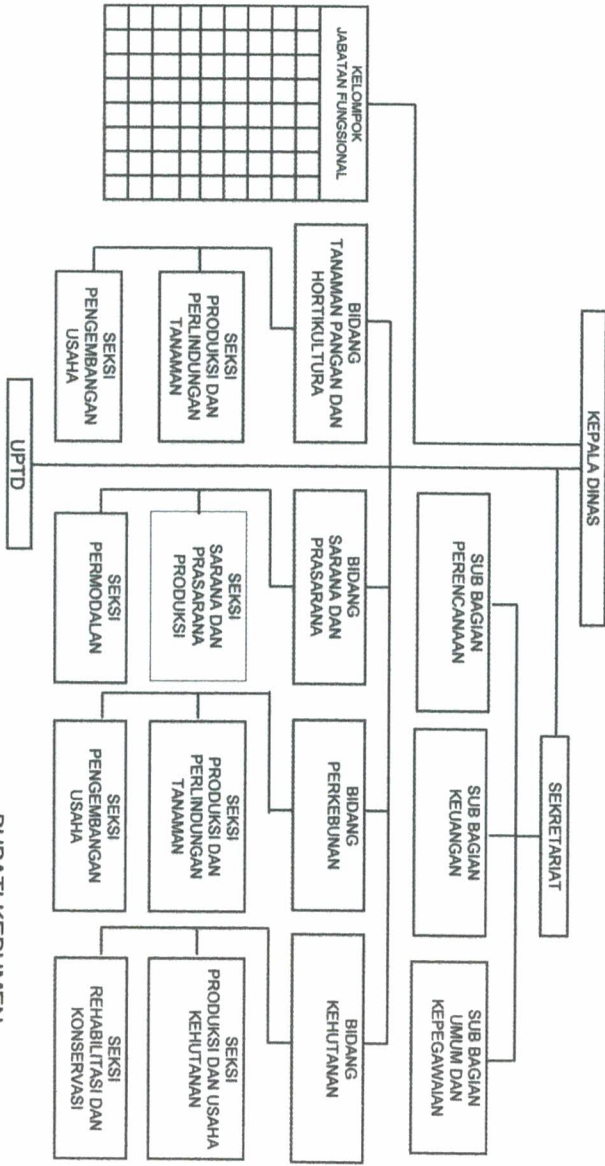 KEPALA DINAS
SEKRETARIAT
SUB BAGIAN
PERENCANAAN
SUB BAGIAN
KEUANGAN
SUB BAGIAN
UMUM DAN
KEPEGAWAIAN
KELOMPOK
JABATAN FUNGSIONAL
BIDANG
TANAMAN PANGAN DAN
HORTIKULTURA
BIDANG
SARANA DAN
PRASARANA
BIDANG
PERKEBUNAN
BIDANG
KEHUTANAN
SEKSI
PRODUKSI DAN
PERLINDUNGAN
TANAMAN
SEKSI
SARANA DAN
PRASARANA
PRODUKSI
SEKSI
PRODUKSI DAN
PERLINDUNGAN
TANAMAN
SEKSI
PRODUKSI DAN USAHA
KEHUTANAN
SEKSI
PENGEMBANGAN
USAHA
SEKSI
PERMODALAN
SEKSI
PENGEMBANGAN
USAHA
SEKSI
REHABILITASI DAN
KONSERVASI
UPTD
BUPATI KEBUMEN